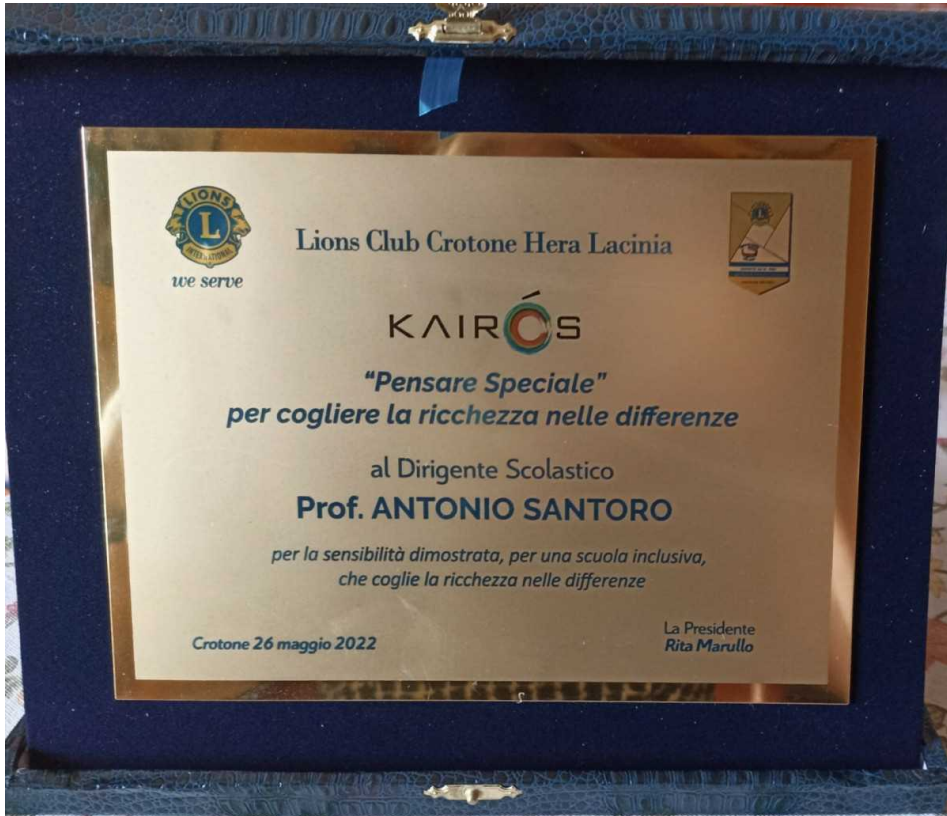 LIONS
L
INTERNATIONAL
we serve
Lions Club Crotone Hera Lacinia
KAIRÓS
“Pensare Speciale”
per cogliere la ricchezza nelle differenze
al Dirigente Scolastico
Prof. ANTONIO SANTORO
per la sensibilità dimostrata, per una scuola inclusiva,
che coglie la ricchezza nelle differenze
Crotone 26 maggio 2022
La Presidente
Rita Marullo